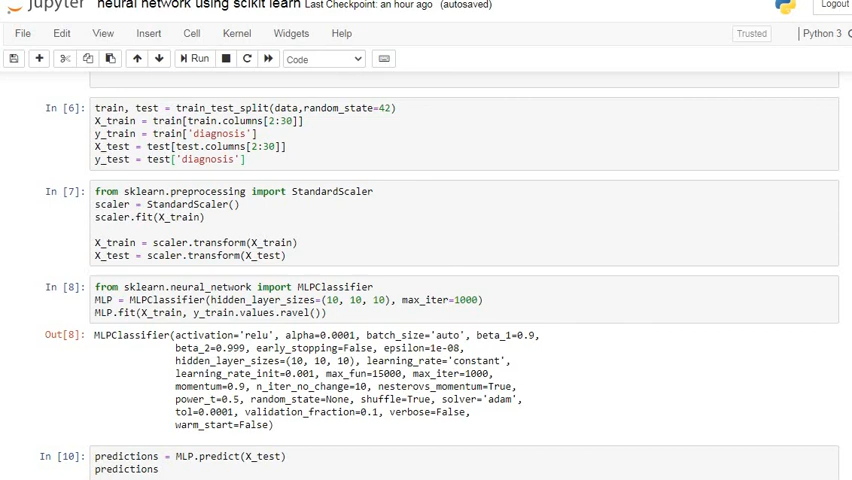 jupyter neural network using scikit learn Last Checkpoint: an hour ago (autosaved) Logout
File Edit View Insert Cell Kernel Widgets Help Trusted Python 3
Run Code
In [6]: train, test = train_test_split(data,random_state=42)
X_train = train[train.columns[2:30]]
y_train = train['diagnosis']
X_test = test[test.columns[2:30]]
y_test = test['diagnosis']
In [7]: from sklearn.preprocessing import StandardScaler
scaler = StandardScaler()
scaler.fit(X_train)
X_train = scaler.transform(X_train)
X_test = scaler.transform(X_test)
In [8]: from sklearn.neural_network import MLPClassifier
MLP = MLPClassifier(hidden_layer_sizes=(10, 10, 10), max_iter=1000)
MLP.fit(X_train, y_train.values.ravel())
Out[8]: MLPClassifier(activation='relu', alpha=0.0001, batch_size='auto', beta_1=0.9,
beta_2=0.999, early_stopping=False, epsilon=1e-08,
hidden_layer_sizes=(10, 10, 10), learning_rate='constant',
learning_rate_init=0.001, max_fun=15000, max_iter=1000,
momentum=0.9, n_iter_no_change=10, nesterovs_momentum=True,
power_t=0.5, random_state=None, shuffle=True, solver='adam',
tol=0.0001, validation_fraction=0.1, verbose=False,
warm_start=False)
In [10]: predictions = MLP.predict(X_test)
predictions